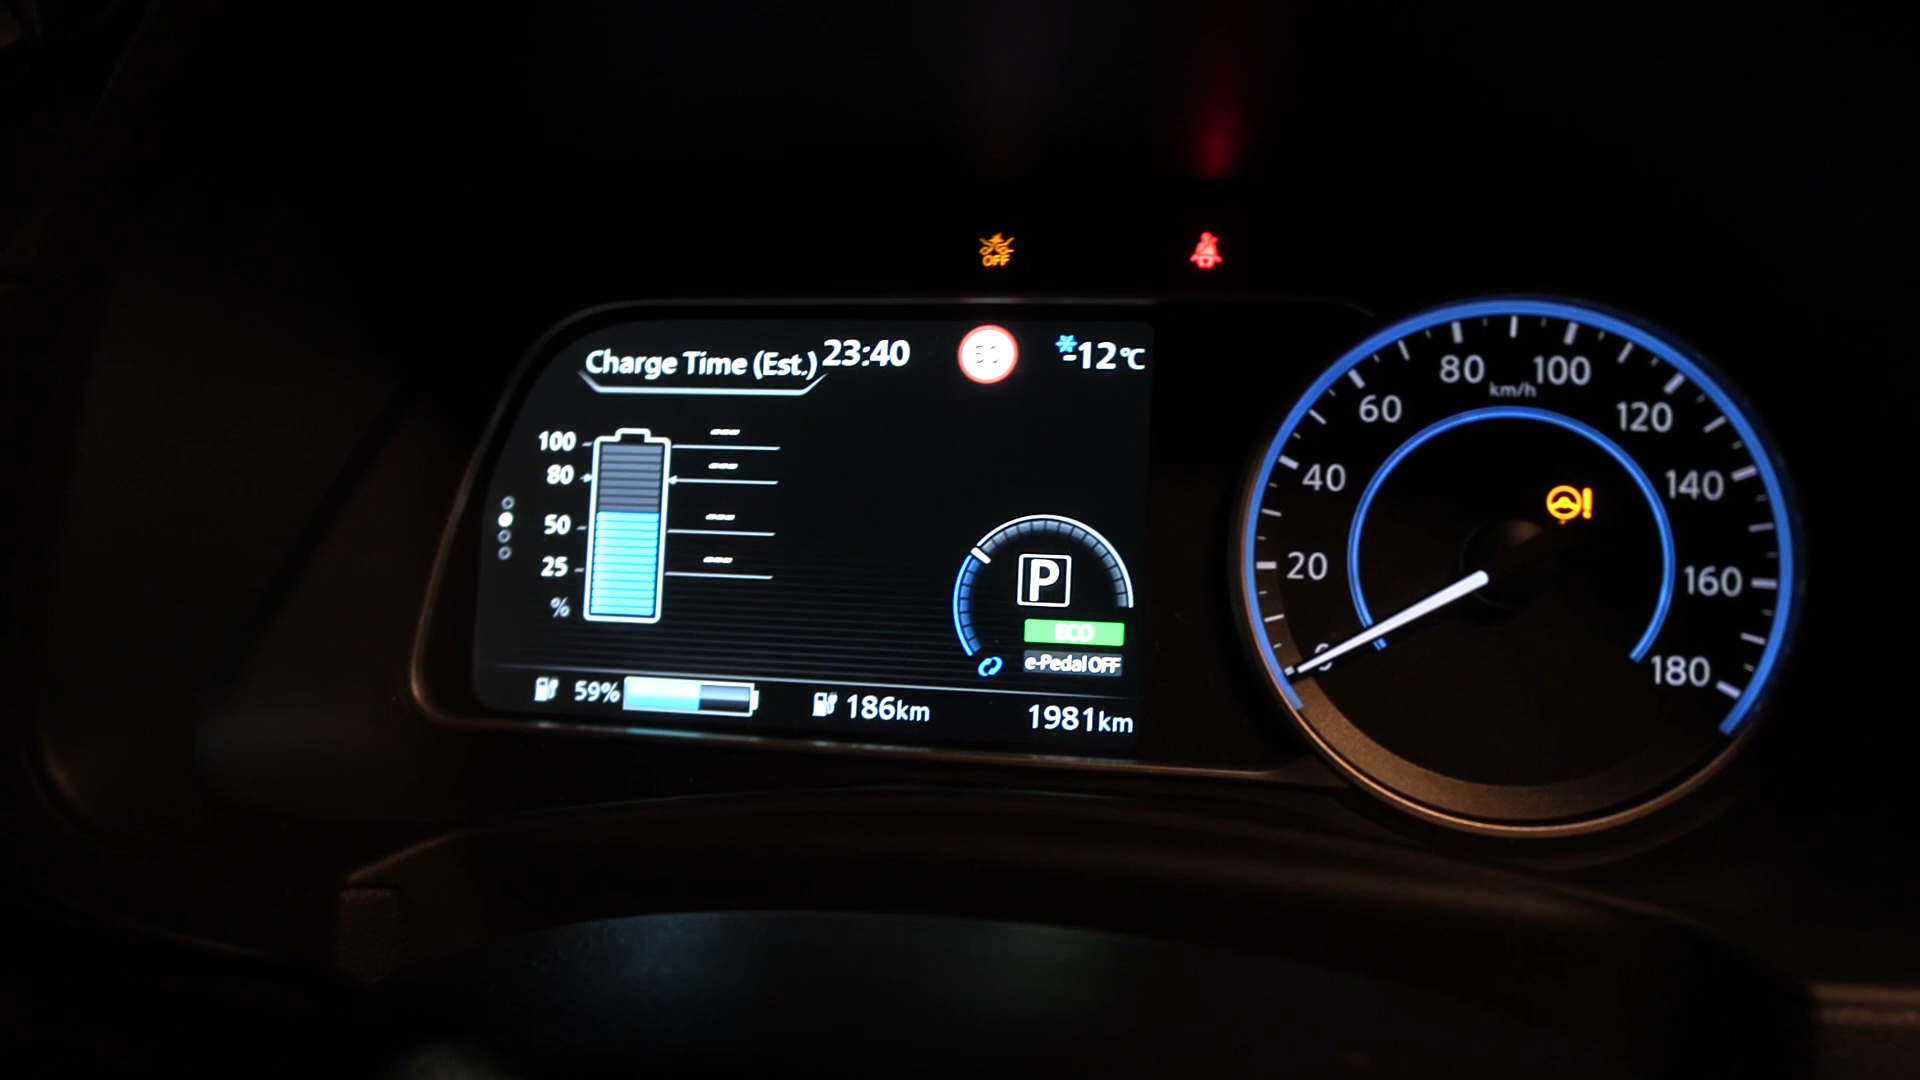 OFF
Charge Time (Est.) 23:40 -12°C
100
80
50
25
%
P
ECO
e-Pedal OFF
59% 186km 1981km
0
20
40
60
80
100
120
140
160
180
km/h